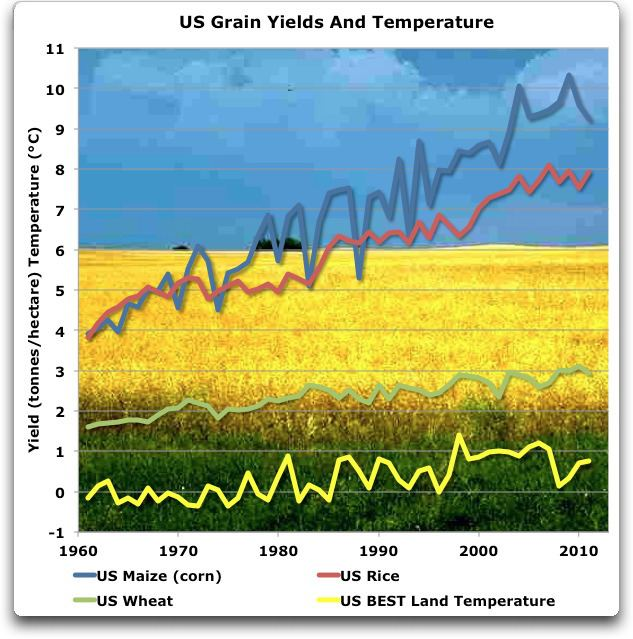 US Grain Yields And Temperature
Yield (tonnes/hectare) Temperature (°C)
11
10
9
8
7
6
5
4
3
2
1
0
-1
1960 1970 1980 1990 2000 2010
US Maize (corn) US Rice
US Wheat US BEST Land Temperature